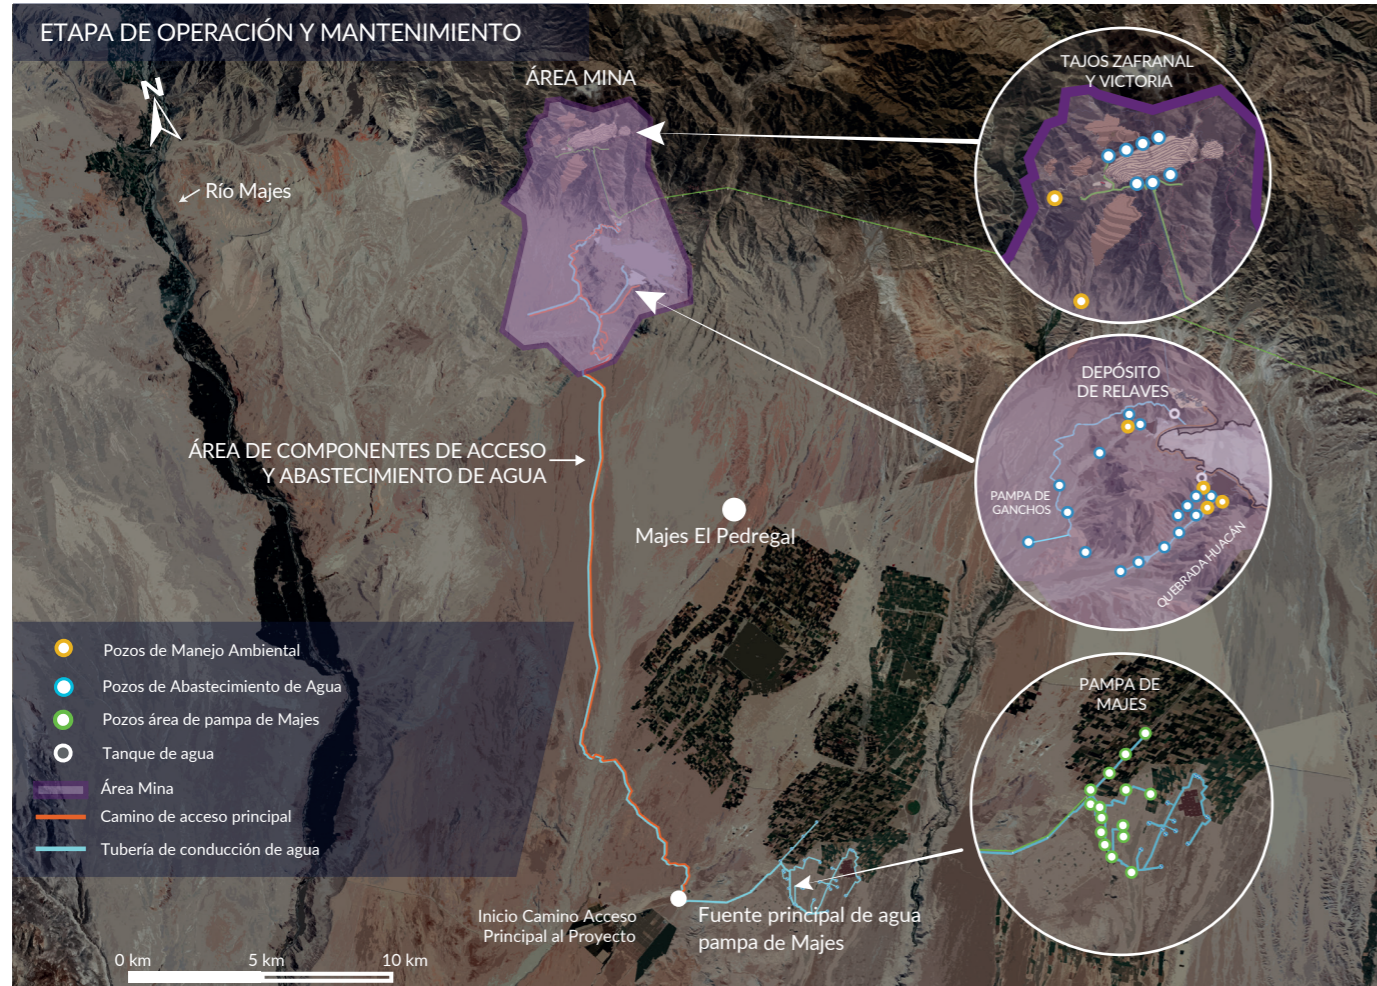 ETAPA DE OPERACIÓN Y MANTENIMIENTO
ÁREA MINA
N
Río Majes
TAJOS ZAFRANAL
Y VICTORIA
DEPÓSITO
DE RELAVES
PAMPA DE
GANCHOS
QUEBRADA HUACÁN
ÁREA DE COMPONENTES DE ACCESO
Y ABASTECIMIENTO DE AGUA
Majes El Pedregal
PAMPA DE
MAJES
Pozos de Manejo Ambiental
Pozos de Abastecimiento de Agua
Pozos área de pampa de Majes
Tanque de agua
Área Mina
Camino de acceso principal
Tubería de conducción de agua
Inicio Camino Acceso
Principal al Proyecto
Fuente principal de agua
pampa de Majes
0 km 5 km 10 km